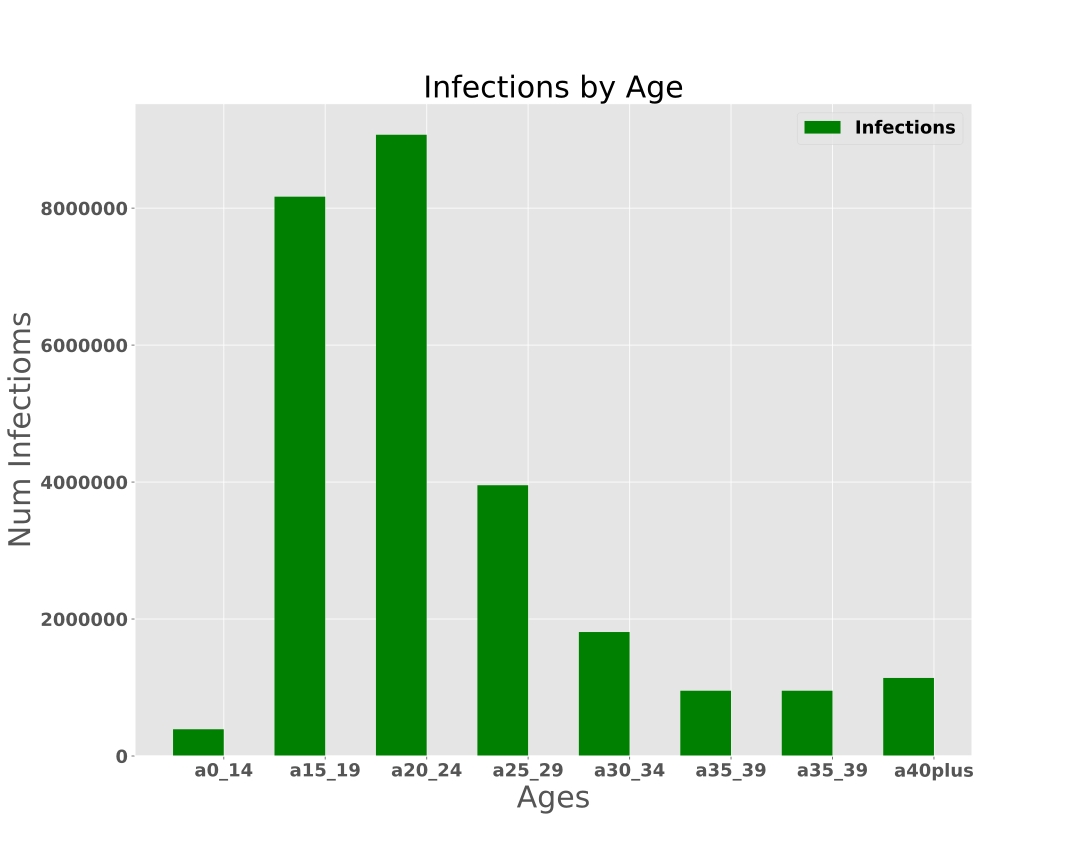 Infections by Age
Infections
Num Infectioms
8000000
6000000
4000000
2000000
0
a0_14 a15_19 a20_24 a25_29 a30_34 a35_39 a35_39 a40plus
Ages